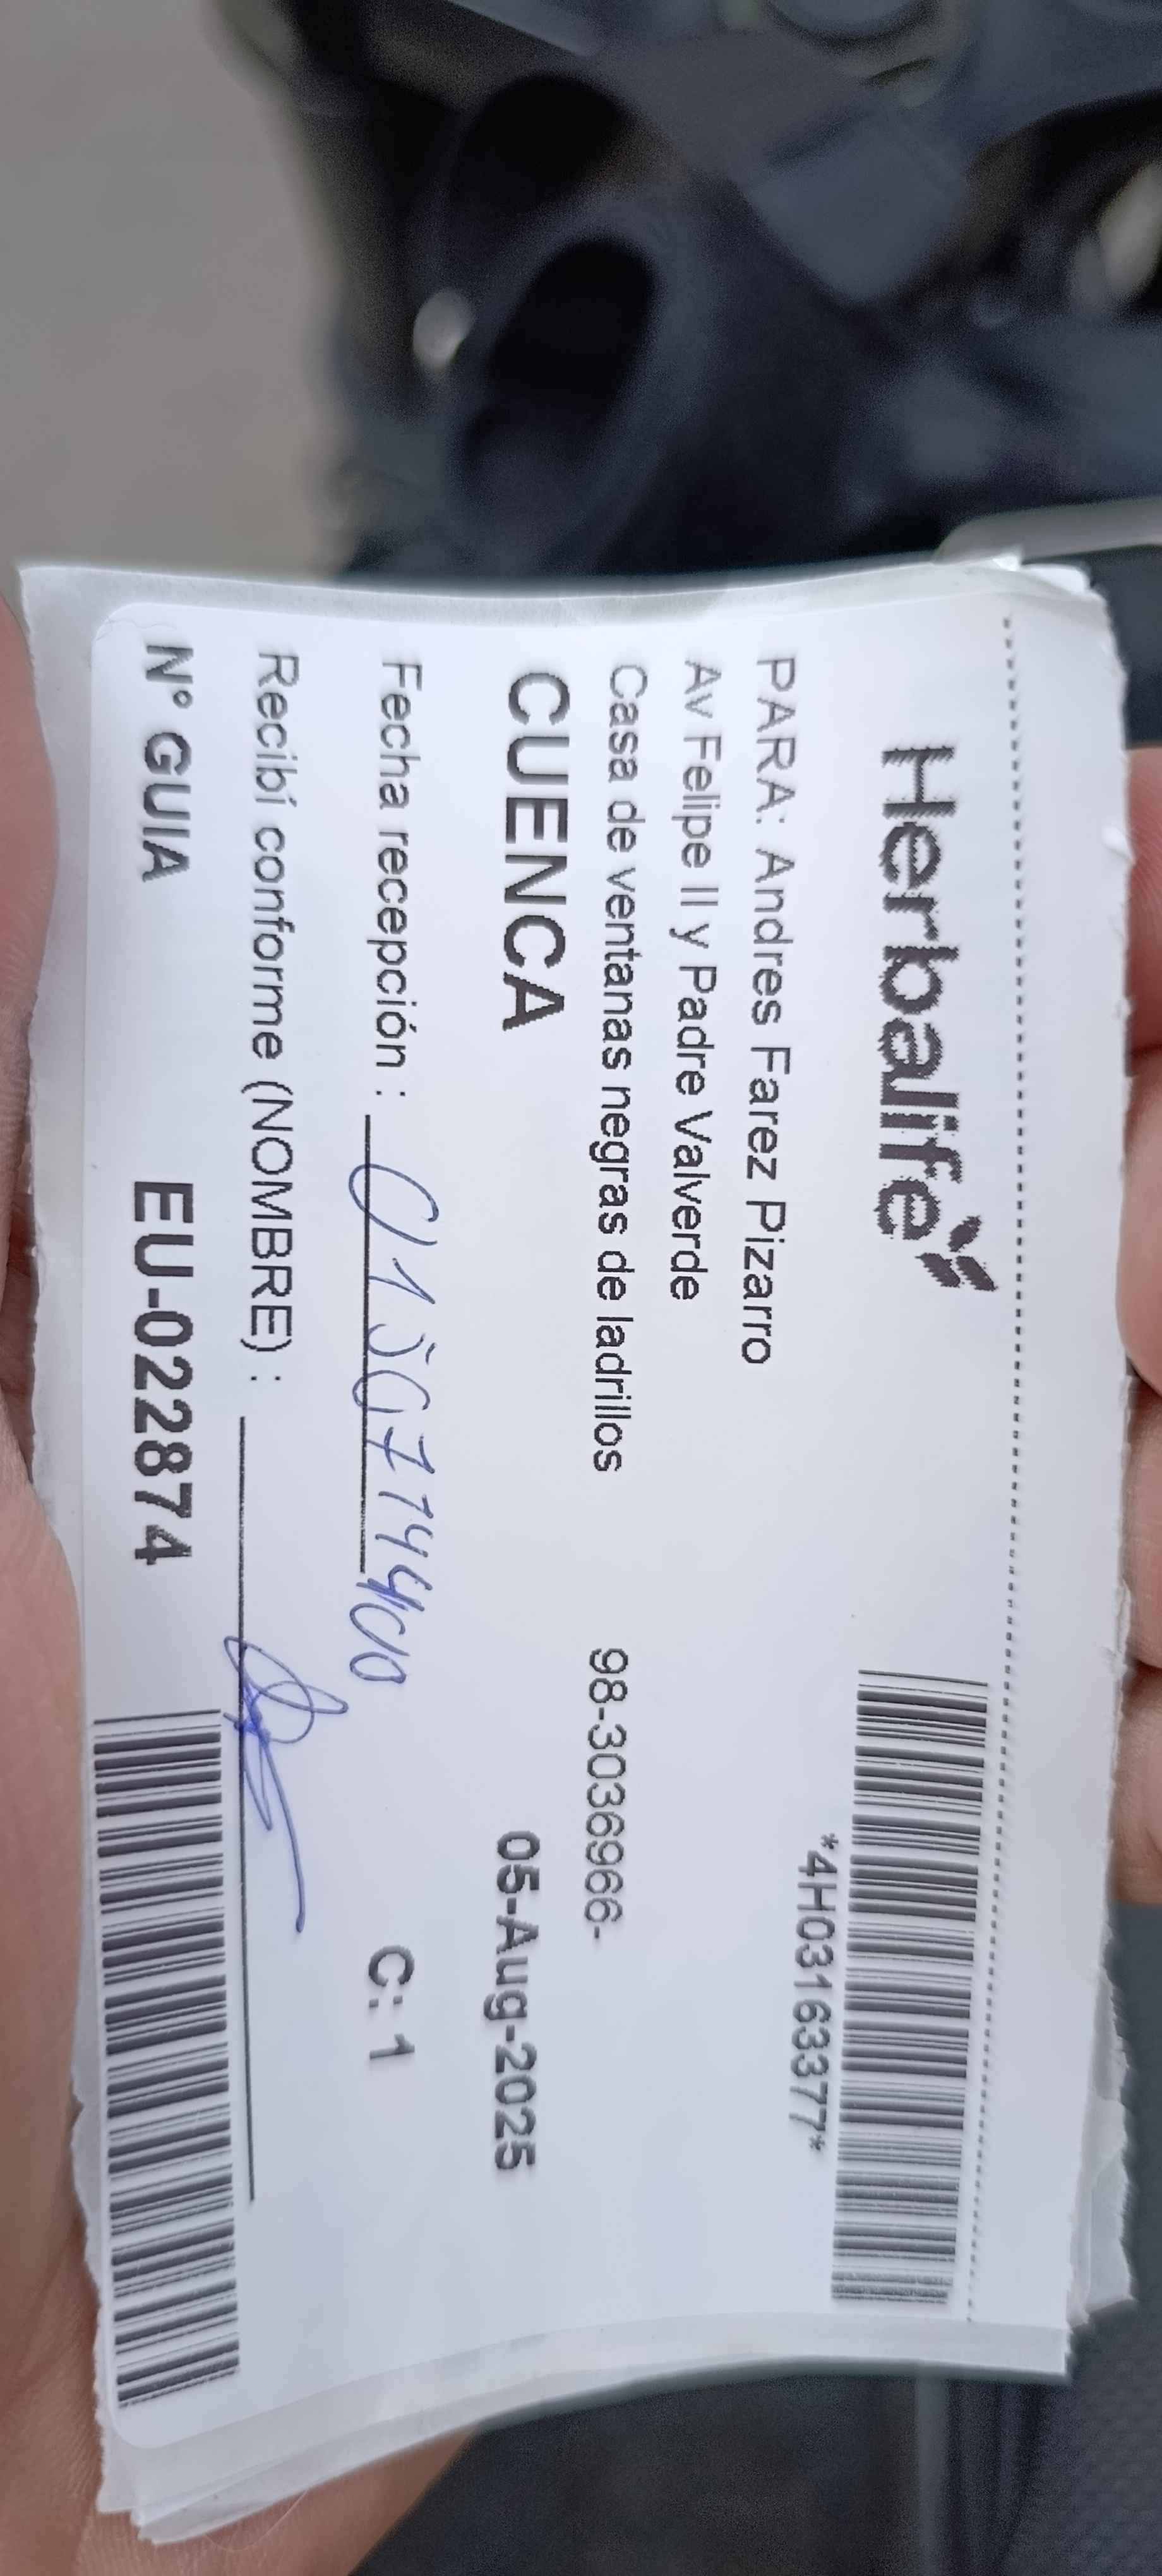 Herbalife
*4H03163377*
PARA: Andres Farez Pizarro
Av Felipe II y Padre Valverde
Casa de ventanas negras de ladrillos 98-3036966-
CUENCA 05-Aug-2025
Fecha recepción : C: 1
Recibí conforme (NOMBRE) :
Nº GUIA EU-022874